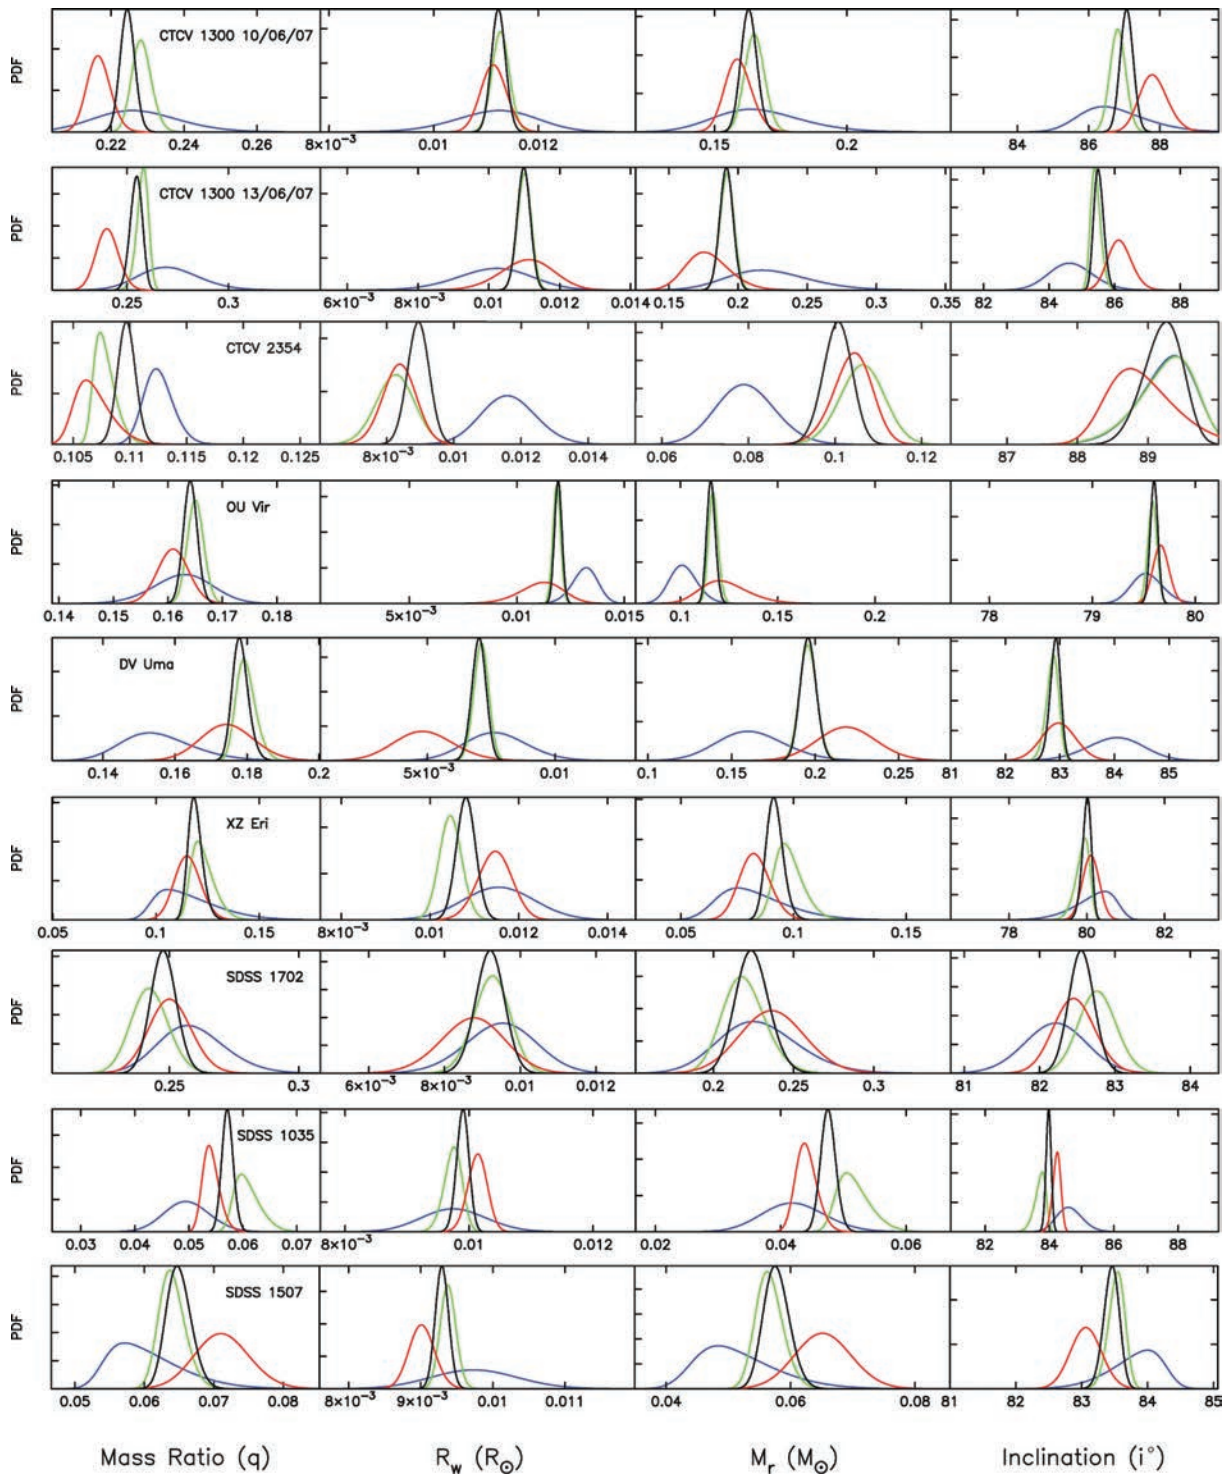 PDF
CTCV 1300 10/06/07
0.22 0.24 0.26 8×10⁻³ 0.01 0.012 0.15 0.2 84 86 88
PDF
CTCV 1300 13/06/07
0.25 0.3 6×10⁻³ 8×10⁻³ 0.01 0.012 0.014 0.15 0.2 0.25 0.3 0.35 82 84 86 88
PDF
CTCV 2354
0.105 0.11 0.115 0.12 0.125 8×10⁻³ 0.01 0.012 0.014 0.06 0.08 0.1 0.12 87 88 89
PDF
OU Vir
0.14 0.15 0.16 0.17 0.18 5×10⁻³ 0.01 0.015 0.1 0.15 0.2 78 79 80
PDF
DV Uma
0.14 0.16 0.18 0.2 5×10⁻³ 0.01 0.1 0.15 0.2 0.25 81 82 83 84 85
PDF
XZ Eri
0.05 0.1 0.15 8×10⁻³ 0.01 0.012 0.014 0.05 0.1 0.15 78 80 82
PDF
SDSS 1702
0.25 0.3 6×10⁻³ 8×10⁻³ 0.01 0.012 0.2 0.25 0.3 81 82 83 84
PDF
SDSS 1035
0.03 0.04 0.05 0.06 0.07 8×10⁻³ 0.01 0.012 0.02 0.04 0.06 82 84 86 88
PDF
SDSS 1507
0.05 0.06 0.07 0.08 8×10⁻³ 9×10⁻³ 0.01 0.011 0.04 0.06 0.08 81 82 83 84 85
Mass Ratio (q) R_w (R_⊙) M_r (M_⊙) Inclination (i°)